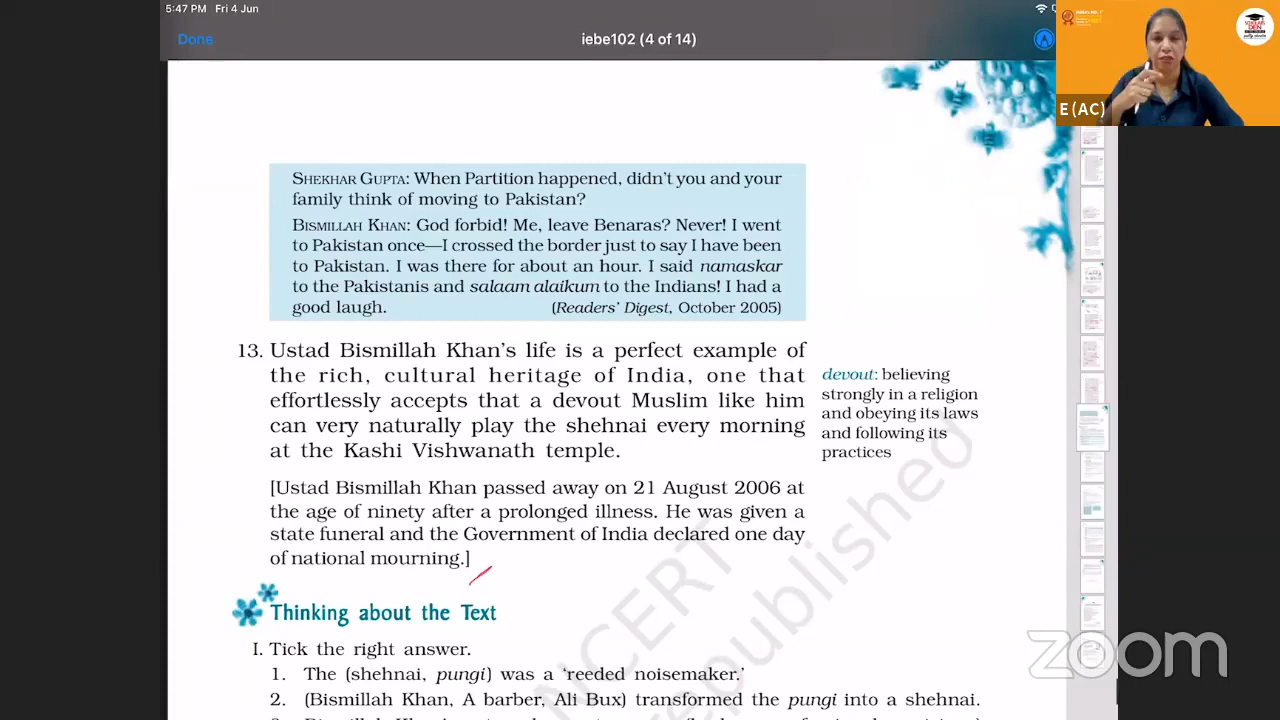 5:47 PM Fri 4 Jun
Done
iebe102 (4 of 14)
E (AC)
SCHOLARS
DEN
SHEKHAR GUPTA: When Partition happened, didn't you and your
family think of moving to Pakistan?
BISMILLAH KHAN: God forbid! Me, leave Benaras? Never! I went
to Pakistan once—I crossed the border just to say I have been
to Pakistan. I was there for about an hour. I said namaskar
to the Pakistanis and salaam alaikam to the Indians! I had a
good laugh. (Readers' Digest, October 2005)
13. Ustad Bismillah Khan's life is a perfect example of
the rich, cultural heritage of India, one that
effortlessly accepts that a devout Muslim like him
can very naturally play the shehnai every morning
at the Kashi Vishwanath temple.
devout: believing
strongly in a religion
and obeying its laws
and following its
practices
[Ustad Bismillah Khan passed away on 21 August 2006 at
the age of ninety after a prolonged illness. He was given a
state funeral and the Government of India declared one day
of national mourning.
Thinking about the Text
I. Tick the right answer.
1. The (shehnai, pungi) was a 'reeded noisemaker.'
2. (Bismillah Khan, A barber, Ali Bux) transformed the pungi into a shehnai.
NCERT
republished
zoom